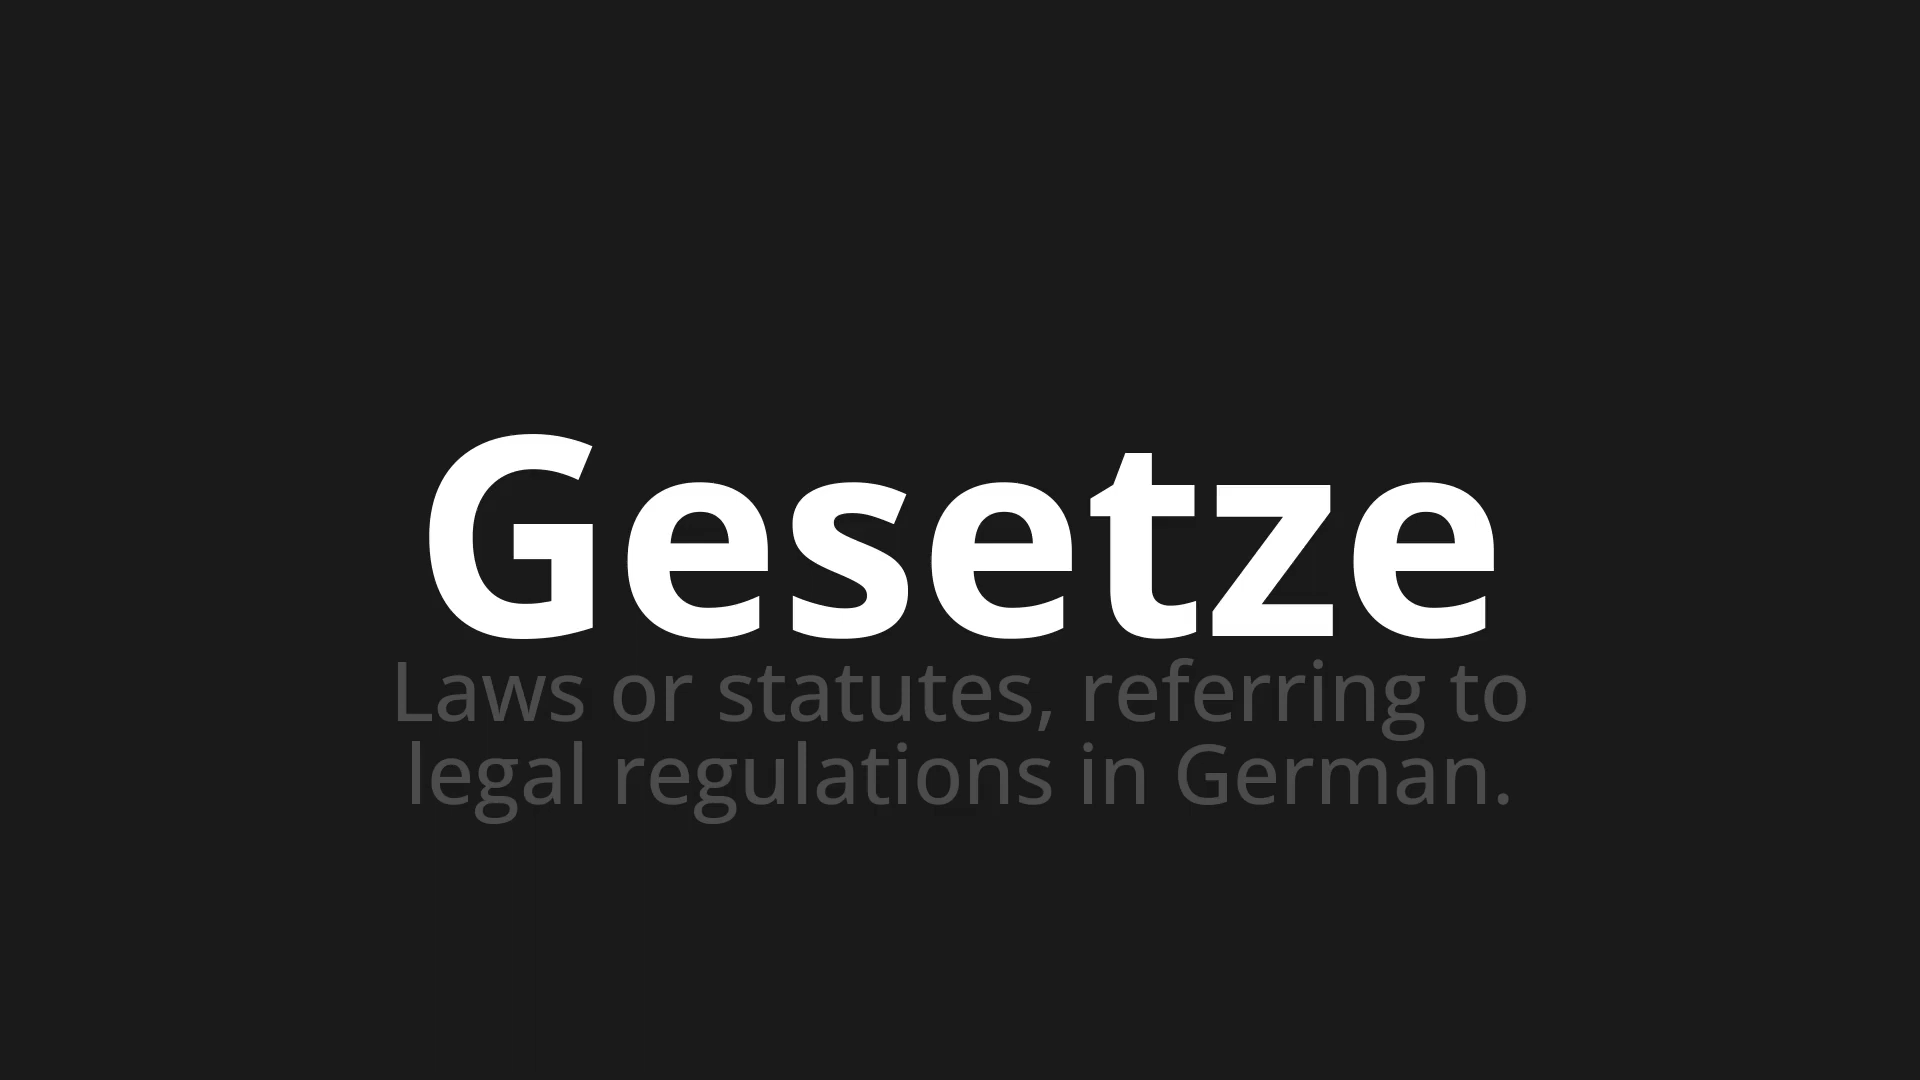 Gesetze
Laws or statutes, referring to
legal regulations in German.